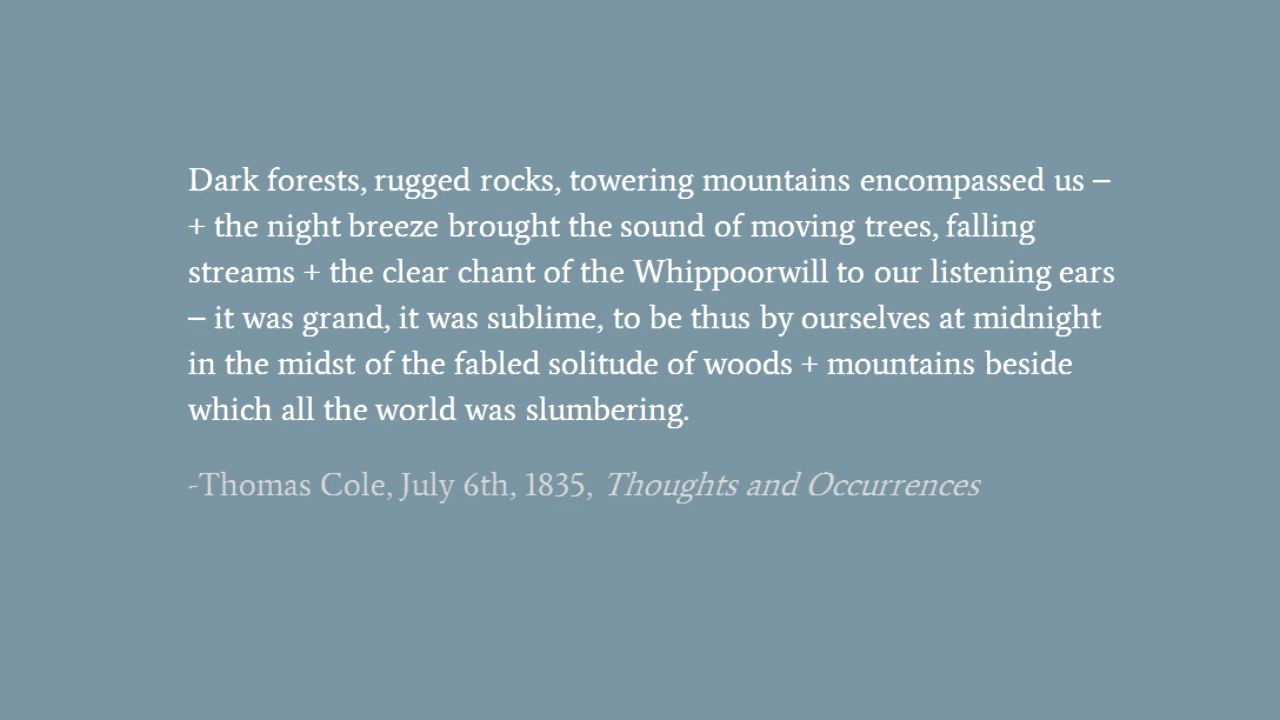 Dark forests, rugged rocks, towering mountains encompassed us –
+ the night breeze brought the sound of moving trees, falling
streams + the clear chant of the Whippoorwill to our listening ears
– it was grand, it was sublime, to be thus by ourselves at midnight
in the midst of the fabled solitude of woods + mountains beside
which all the world was slumbering.
-Thomas Cole, July 6th, 1835, Thoughts and Occurrences